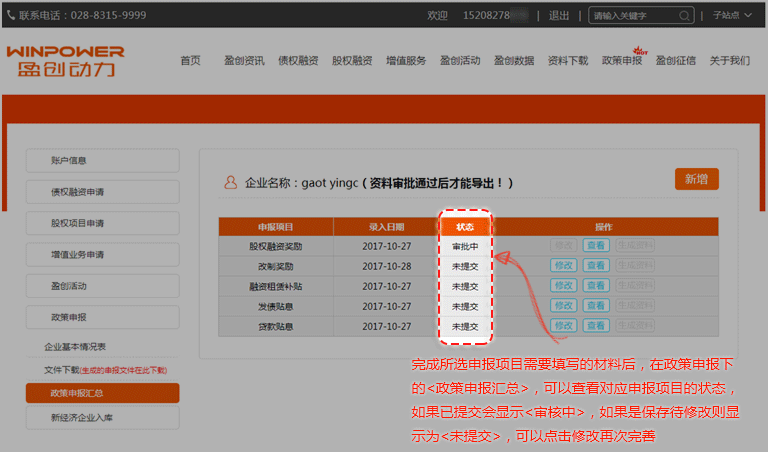 联系电话：028-8315-9999
欢迎 15208278 | 退出 | 请输入关键字 | 子站点
WINPOWER
盈创动力
首页 盈创资讯 债权融资 股权融资 增值服务 盈创活动 盈创数据 资料下载 政策申报 HOT 盈创征信 关于我们
账户信息
债权融资申请
股权项目申请
增值业务申请
盈创活动
政策申报
企业基本情况表
文件下载(生成的申报文件在此下载)
政策申报汇总
新经济企业入库
企业名称：gaot yingc（资料审批通过后才能导出！）
新增
申报项目 录入日期 状态 操作
股权融资奖励 2017-10-27 审批中 修改 查看 生成资料
改制奖励 2017-10-28 未提交 修改 查看 生成资料
融资租赁补贴 2017-10-27 未提交 修改 查看 生成资料
发债贴息 2017-10-27 未提交 修改 查看 生成资料
贷款贴息 2017-10-27 未提交 修改 查看 生成资料
完成所选申报项目需要填写的材料后，在政策申报下
的<政策申报汇总>，可以查看对应申报项目的状态，
如果已提交会显示<审核中>，如果是保存待修改则显
示为<未提交>，可以点击修改再次完善